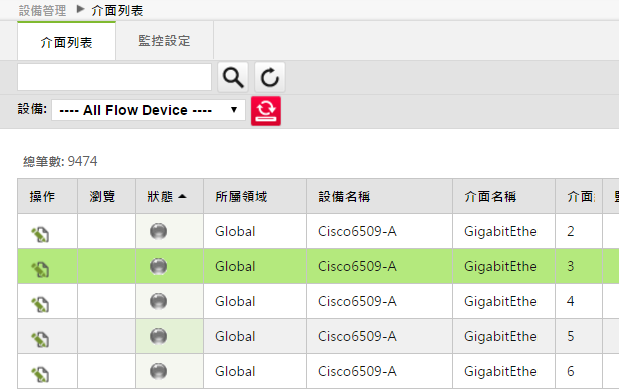 設備管理 ▶ 介面列表
介面列表 監控設定
設備: ---- All Flow Device ----
總筆數: 9474
操作 瀏覽 狀態 所屬領域 設備名稱 介面名稱 介面
Global Cisco6509-A GigabitEthe 2
Global Cisco6509-A GigabitEthe 3
Global Cisco6509-A GigabitEthe 4
Global Cisco6509-A GigabitEthe 5
Global Cisco6509-A GigabitEthe 6